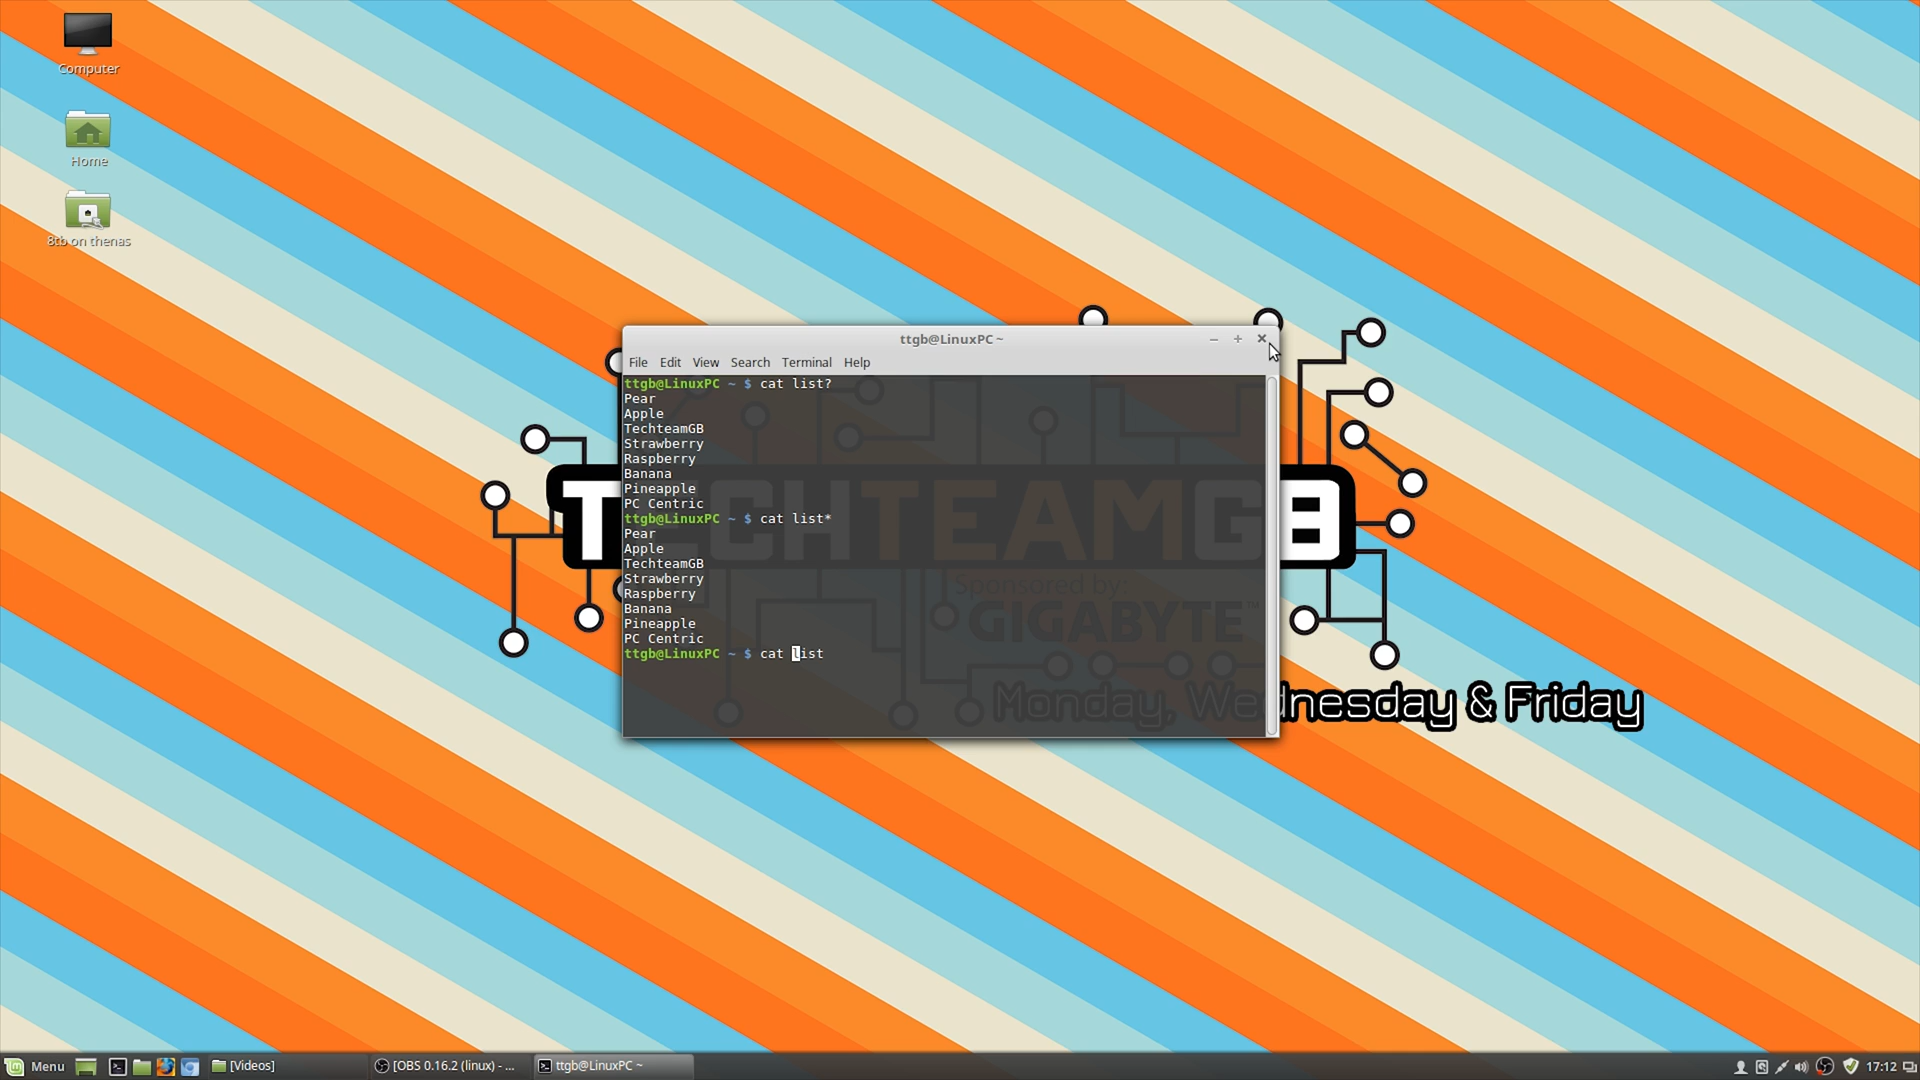 Computer
Home
8tb on thenas
ttgb@LinuxPC ~
File Edit View Search Terminal Help
ttgb@LinuxPC ~ $ cat list?
Pear
Apple
TechteamGB
Strawberry
Raspberry
Banana
Pineapple
PC Centric
ttgb@LinuxPC ~ $ cat list*
Pear
Apple
TechteamGB
Strawberry
Raspberry
Banana
Pineapple
PC Centric
ttgb@LinuxPC ~ $ cat list
TECHTEAMGB
Sponsored by:
GIGABYTE™
Monday, Wednesday & Friday
Menu [Videos] [OBS 0.16.2 (linux) - ... ttgb@LinuxPC ~ 17:12